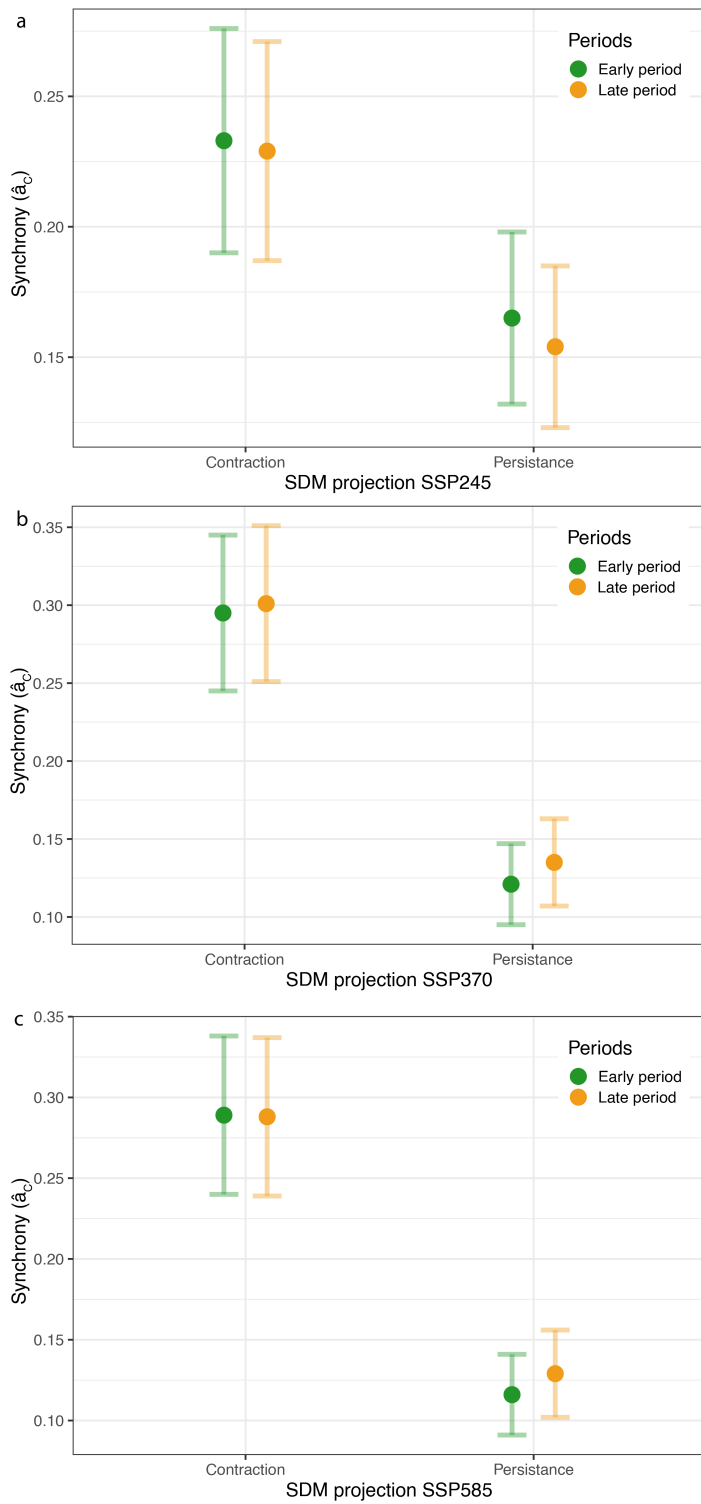 a
Synchrony (âC)
0.25
0.20
0.15
Periods
Early period
Late period
Contraction
Persistance
SDM projection SSP245
b
Synchrony (âC)
0.35
0.30
0.25
0.20
0.15
0.10
Periods
Early period
Late period
Contraction
Persistance
SDM projection SSP370
c
Synchrony (âC)
0.35
0.30
0.25
0.20
0.15
0.10
Periods
Early period
Late period
Contraction
Persistance
SDM projection SSP585